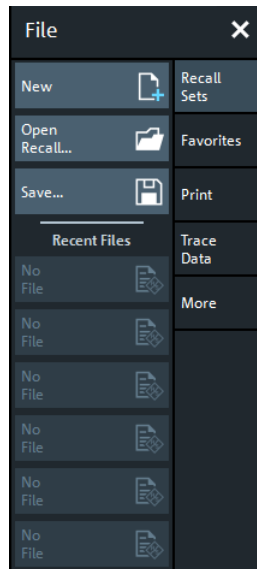 File
New
Open
Recall...
Save...
Recent Files
No
File
No
File
No
File
No
File
No
File
No
File
Recall
Sets
Favorites
Print
Trace
Data
More